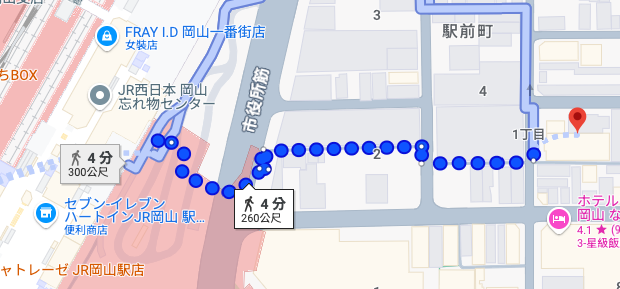 FRAY I.D 岡山一番街店
女裝店
ちBOX
JR西日本 岡山
忘れ物センター
市役所筋
3
駅前町
4
1丁目
2
4 分
300公尺
4 分
260公尺
セブン-イレブン
ハートインJR岡山 駅...
便利商店
ャトレーゼ JR岡山駅店
ホテル
岡山 な
4.1 ★ (9
3-星級飯